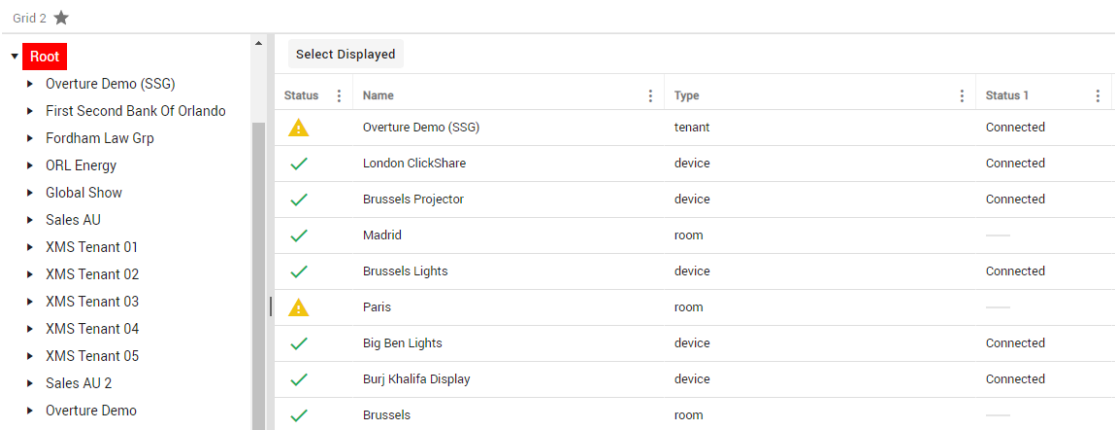 Grid 2
Root
Overture Demo (SSG)
First Second Bank Of Orlando
Fordham Law Grp
ORL Energy
Global Show
Sales AU
XMS Tenant 01
XMS Tenant 02
XMS Tenant 03
XMS Tenant 04
XMS Tenant 05
Sales AU 2
Overture Demo
Select Displayed
Status Name Type Status 1
Overture Demo (SSG) tenant Connected
London ClickShare device Connected
Brussels Projector device Connected
Madrid room
Brussels Lights device Connected
Paris room
Big Ben Lights device Connected
Burj Khalifa Display device Connected
Brussels room